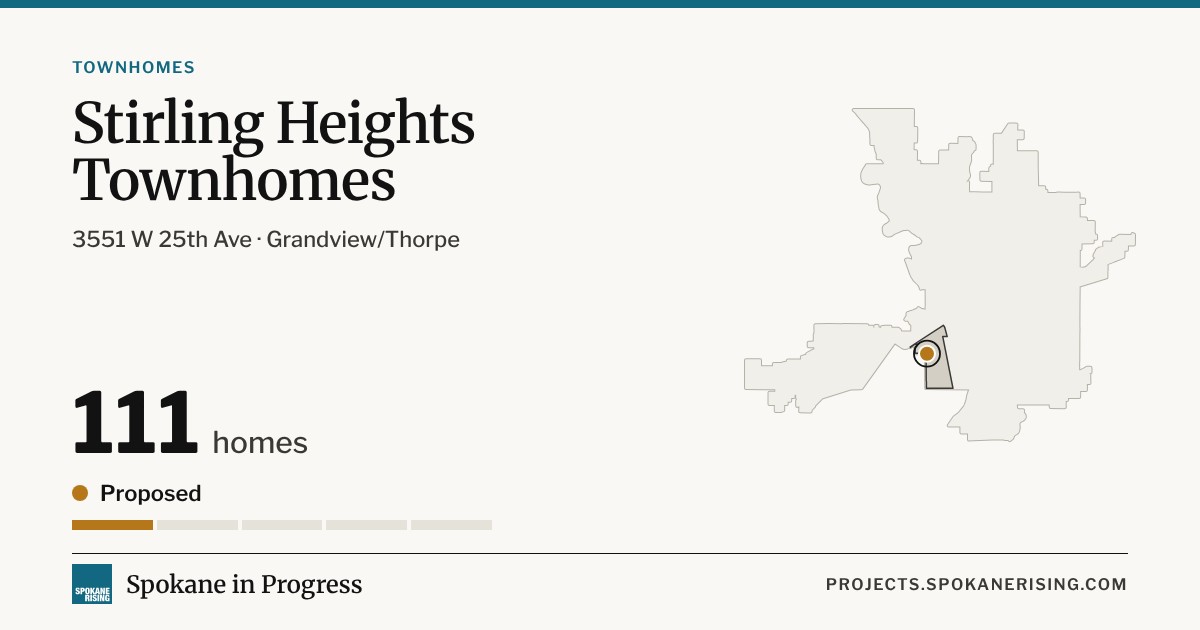 TOWNHOMES
Stirling Heights
Townhomes
3551 W 25th Ave · Grandview/Thorpe
111 homes
Proposed
SPOKANE
RISING
Spokane in Progress
PROJECTS.SPOKANERISING.COM